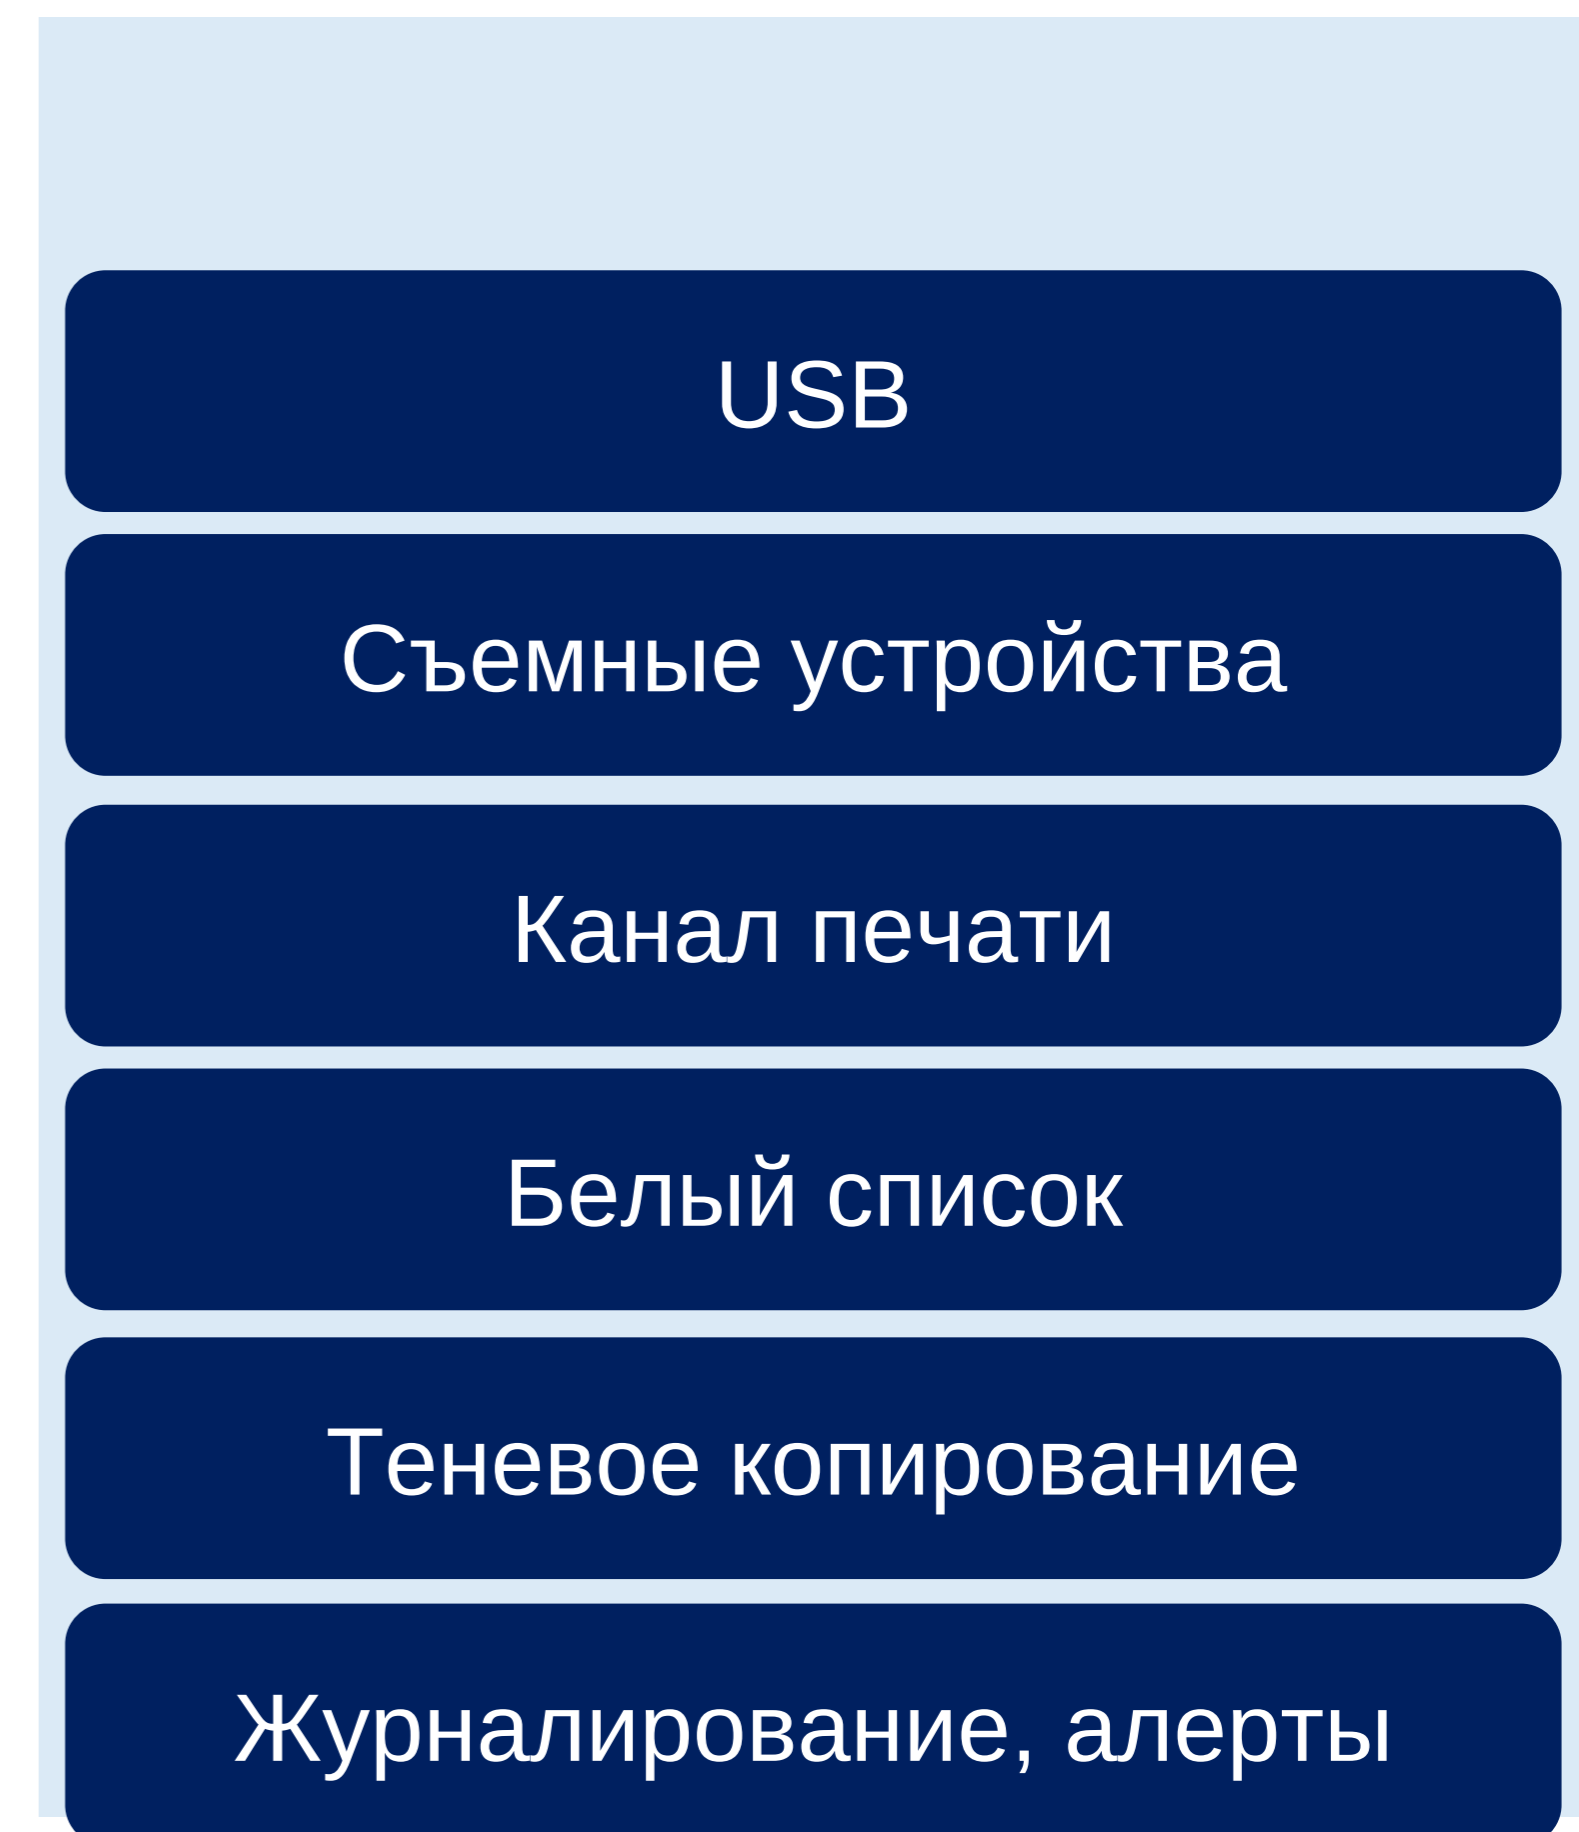 USB
Съемные устройства
Канал печати
Белый список
Теневое копирование
Журналирование, алерты